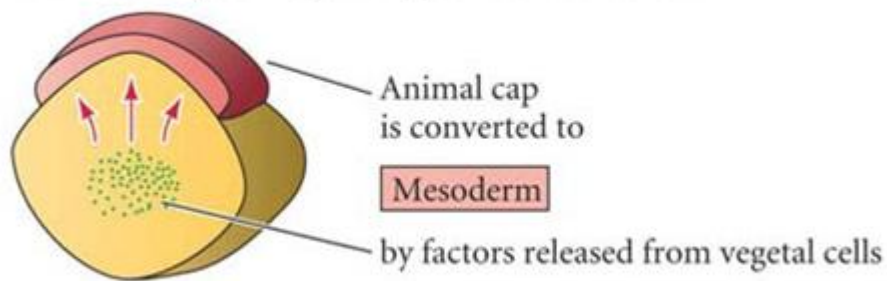 Animal cap
is converted to
Mesoderm
by factors released from vegetal cells